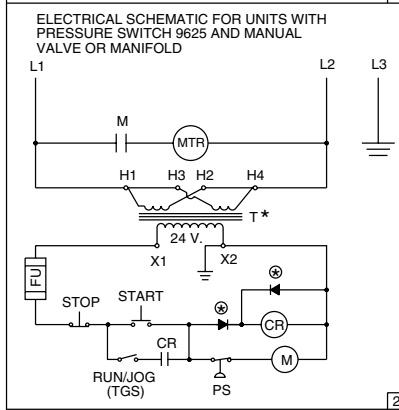 ELECTRICAL SCHEMATIC FOR UNITS WITH
PRESSURE SWITCH 9625 AND MANUAL
VALVE OR MANIFOLD
L1
L2
L3
M
MTR
H1
H3
H2
H4
T*
24 V.
X1
X2
FU
STOP
START
CR
M
CR
RUN/JOG
(TGS)
PS
2